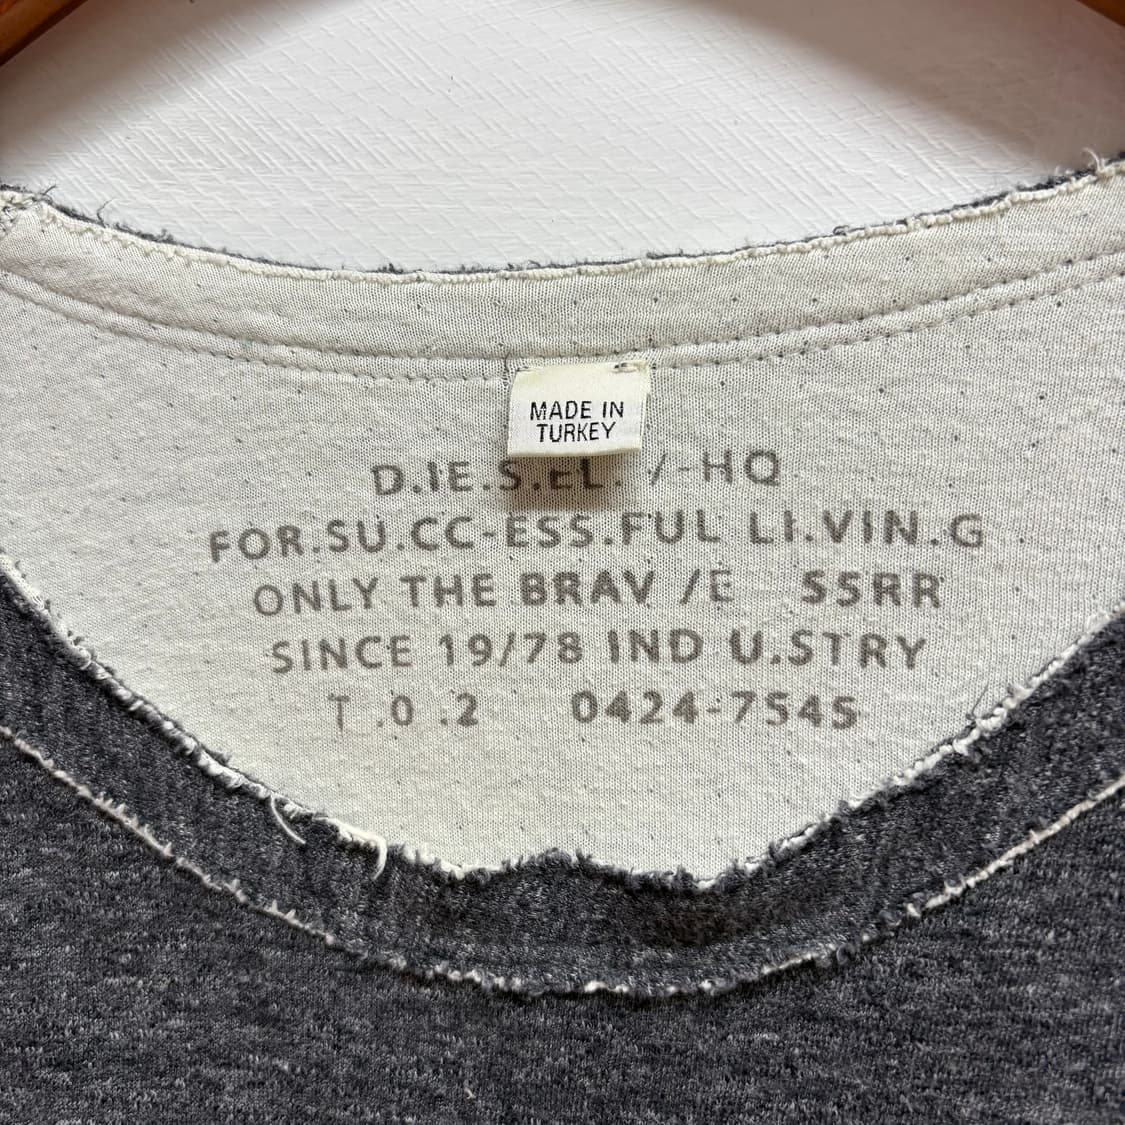 MADE IN
TURKEY
D.IE.S.EL. /-HQ
FOR.SU.CC-ESS.FUL LI.VIN.G
ONLY THE BRAV /E 55RR
SINCE 19/78 IND U.STRY
T.0.2 0424-7545